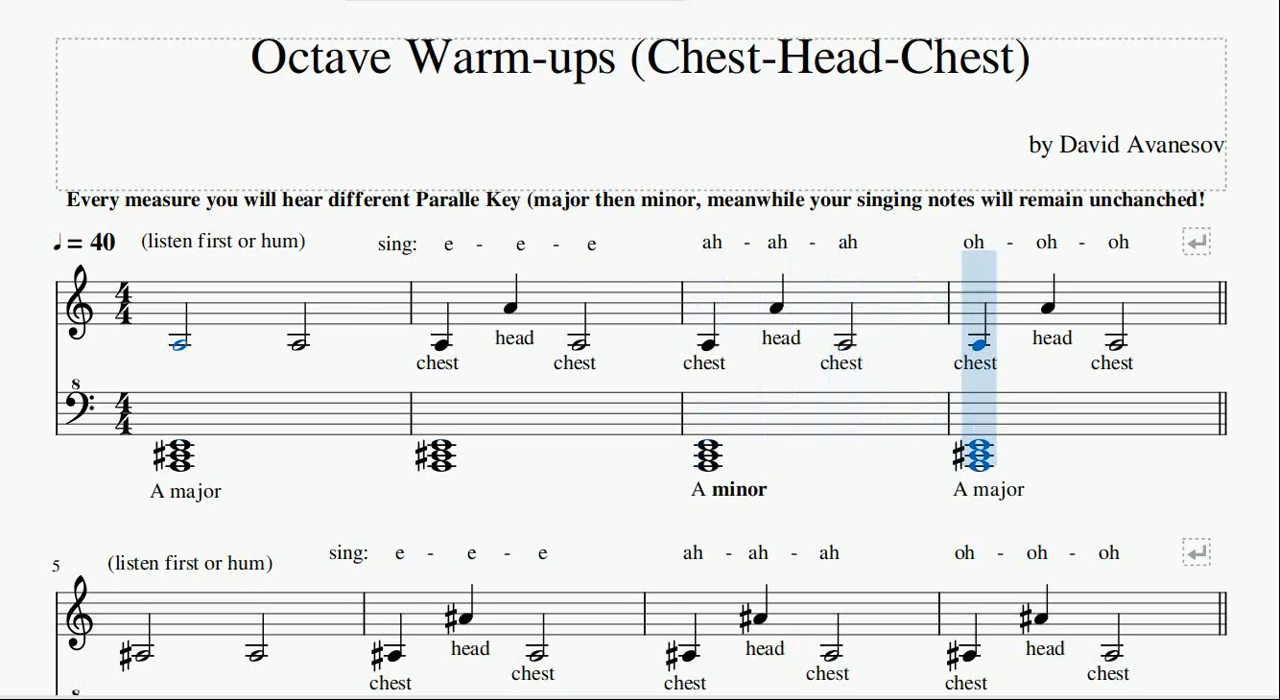 Octave Warm-ups (Chest-Head-Chest)
by David Avanesov
Every measure you will hear different Paralle Key (major then minor, meanwhile your singing notes will remain unchanched!
♩ = 40 (listen first or hum) sing: e - e - e ah - ah - ah oh - oh - oh
head head head
chest chest chest chest chest chest
8
A major A minor A major
5 (listen first or hum) sing: e - e - e ah - ah - ah oh - oh - oh
head head head
chest chest chest chest chest chest
8